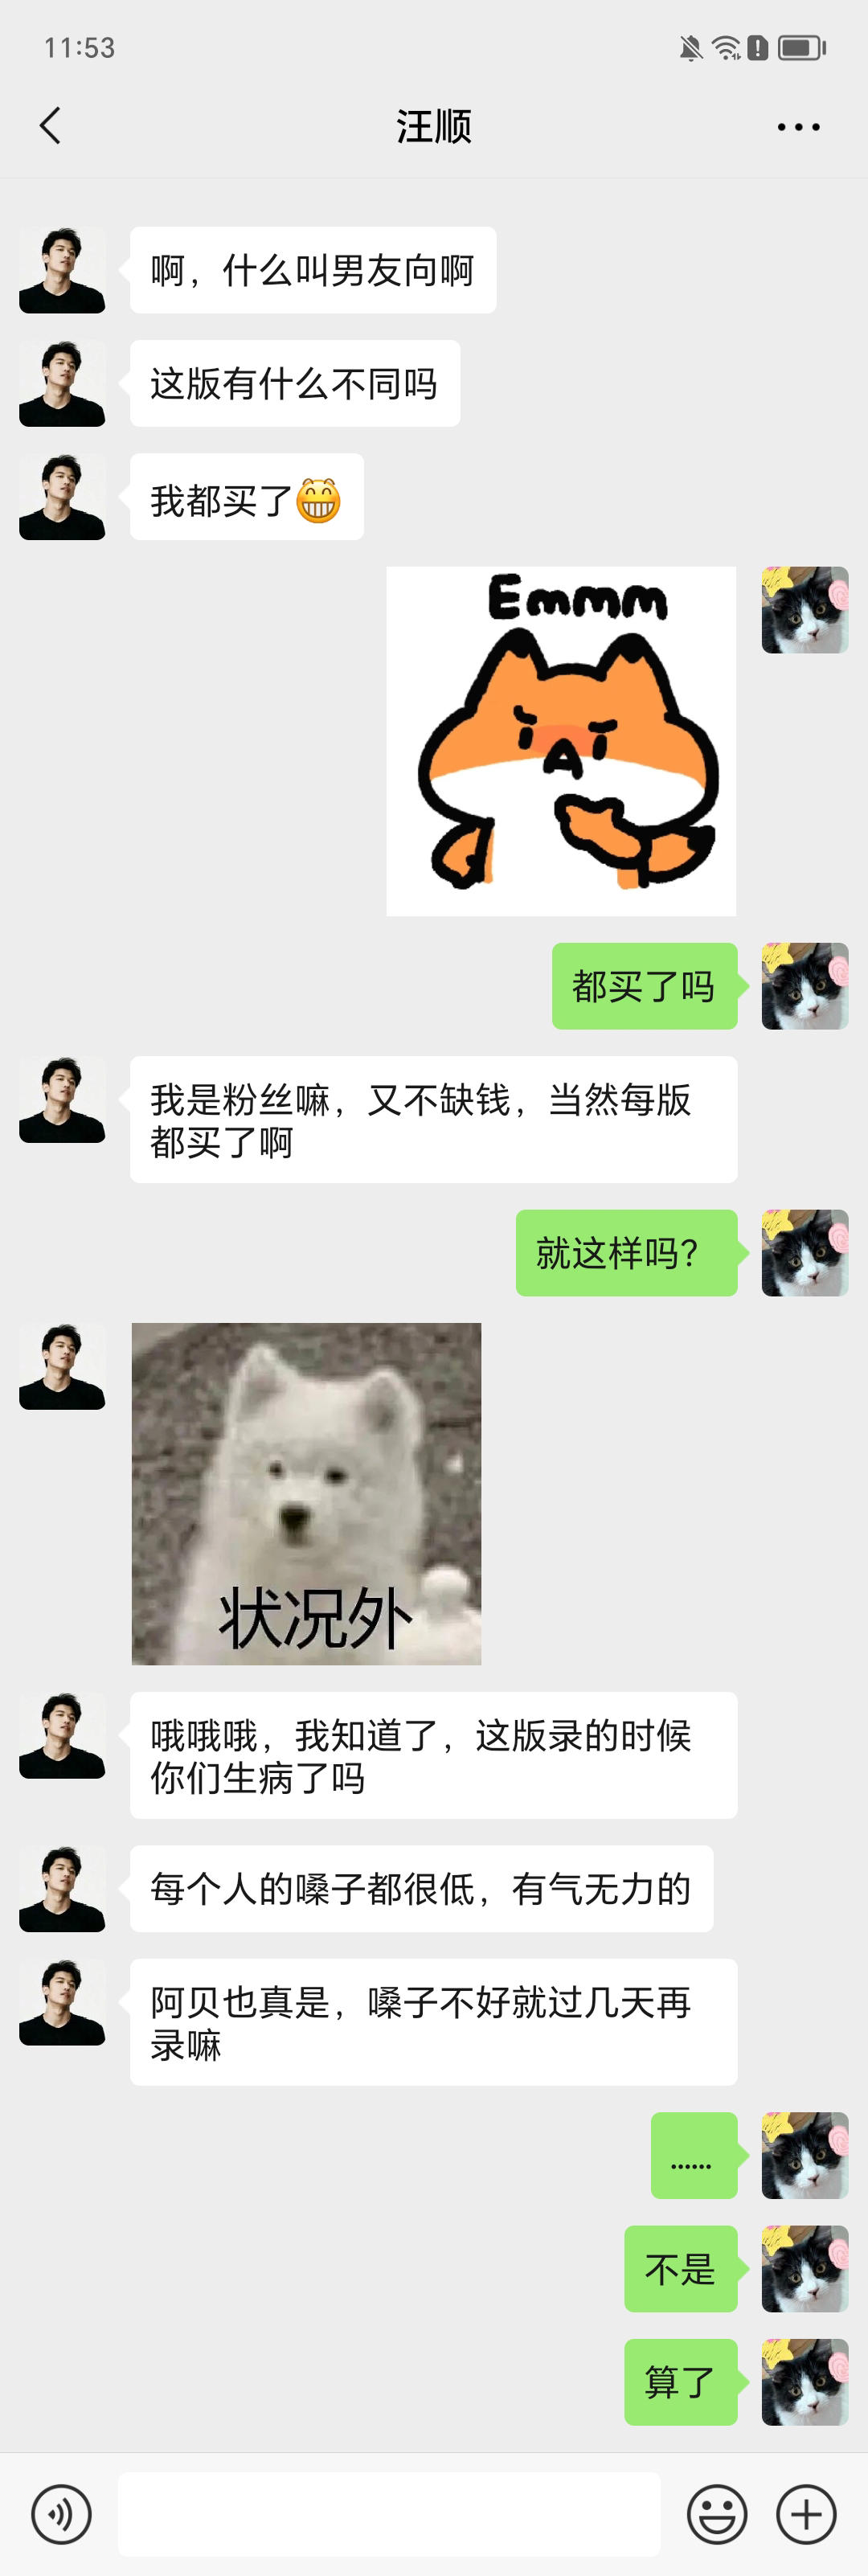 11:53
汪顺
啊，什么叫男友向啊
这版有什么不同吗
我都买了😁
Emmm
都买了吗
我是粉丝嘛，又不缺钱，当然每版
都买了啊
就这样吗？
状况外
哦哦哦，我知道了，这版录的时候
你们生病了吗
每个人的嗓子都很低，有气无力的
阿贝也真是，嗓子不好就过几天再
录嘛
……
不是
算了